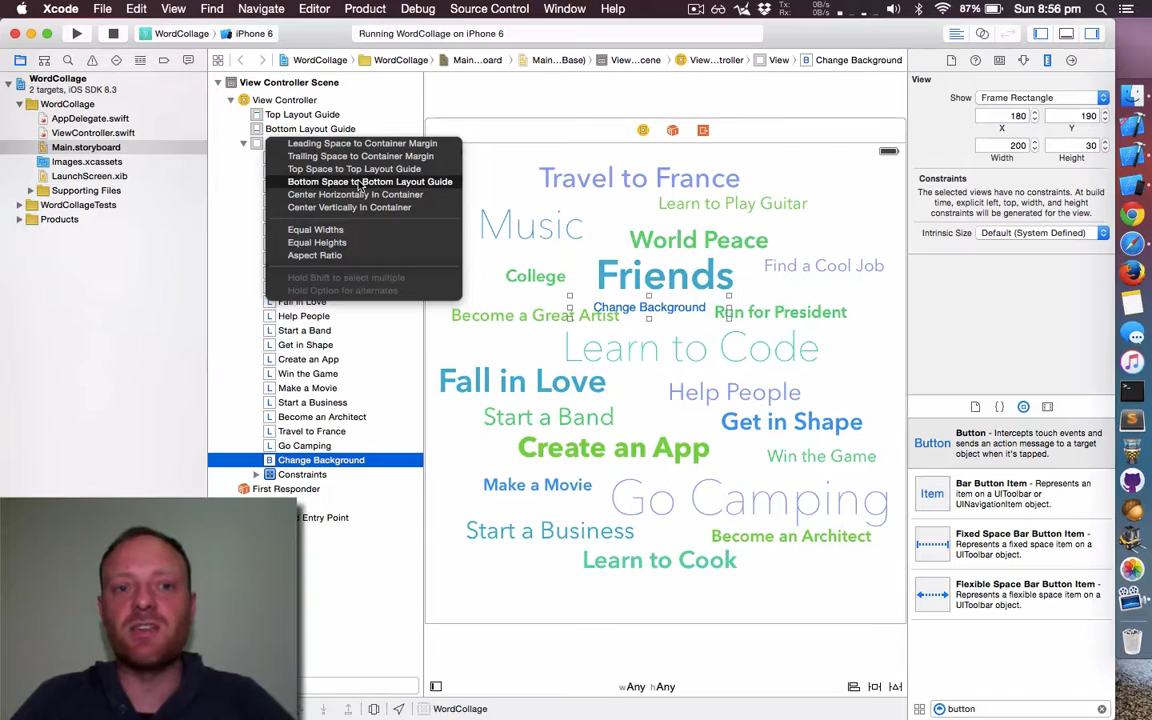 Xcode File Edit View Find Navigate Editor Product Debug Source Control Window Help
Tx: 0B/s
Rx: 0B/s
87% Sun 8:56 pm
WordCollage iPhone 6
Running WordCollage on iPhone 6
WordCollage WordCollage Main....oard Main...Base) View...cene View...troller View Change Background
WordCollage
2 targets, iOS SDK 8.3
WordCollage
AppDelegate.swift
ViewController.swift
Main.storyboard
Images.xcassets
LaunchScreen.xib
Supporting Files
WordCollageTests
Products
View Controller Scene
View Controller
Top Layout Guide
Bottom Layout Guide
Leading Space to Container Margin
Trailing Space to Container Margin
Top Space to Top Layout Guide
Bottom Space to Bottom Layout Guide
Center Horizontally In Container
Center Vertically In Container
Equal Widths
Equal Heights
Aspect Ratio
Hold Shift to select multiple
Hold Option for alternates
L Fall in Love
L Help People
L Start a Band
L Get in Shape
L Create an App
L Win the Game
L Make a Movie
L Start a Business
L Become an Architect
L Travel to France
L Go Camping
B Change Background
Constraints
First Responder
Entry Point
Travel to France
Learn to Play Guitar
Music
World Peace
Find a Cool Job
College
Friends
Change Background
Become a Great Artist
Run for President
Learn to Code
Fall in Love
Help People
Start a Band
Get in Shape
Create an App
Win the Game
Make a Movie
Go Camping
Start a Business
Become an Architect
Learn to Cook
wAny hAny
WordCollage
View
Show Frame Rectangle
180 190
X Y
200 30
Width Height
Constraints
The selected views have no constraints. At build
time, explicit left, top, width, and height
constraints will be generated for the view.
Intrinsic Size Default (System Defined)
Button
Button - Intercepts touch events and
sends an action message to a target
object when it's tapped.
Item
Bar Button Item - Represents an
item on a UIToolbar or
UINavigationItem object.
Fixed Space Bar Button Item -
Represents a fixed space item on a
UIToolbar object.
Flexible Space Bar Button Item -
Represents a flexible space item on a
UIToolbar object.
button